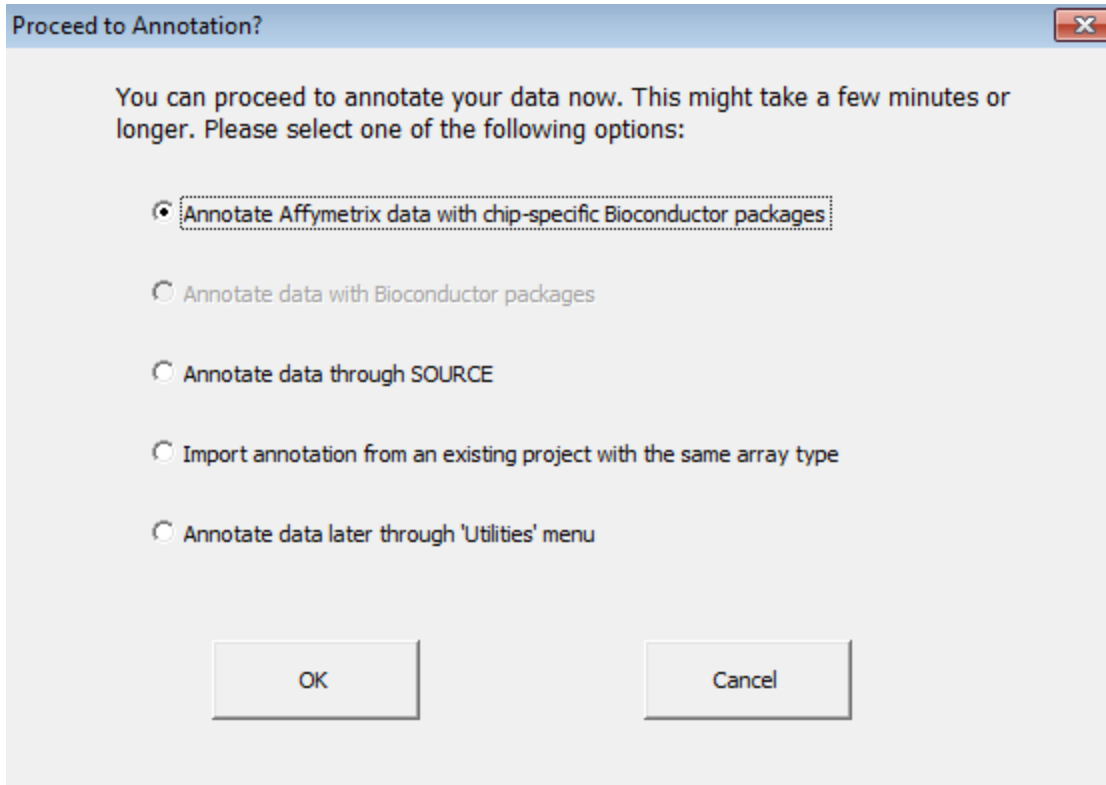 Proceed to Annotation?
You can proceed to annotate your data now. This might take a few minutes or
longer. Please select one of the following options:
Annotate Affymetrix data with chip-specific Bioconductor packages
Annotate data with Bioconductor packages
Annotate data through SOURCE
Import annotation from an existing project with the same array type
Annotate data later through 'Utilities' menu
OK
Cancel